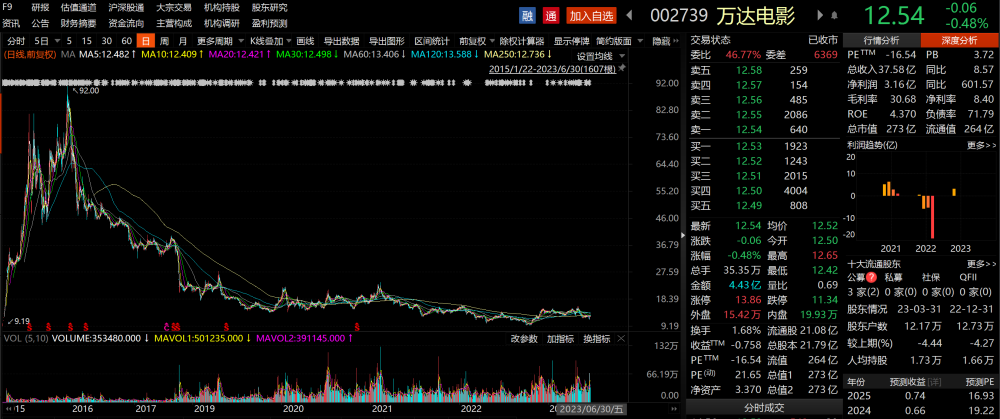 F9 研报 估值通道 沪深股通 大宗交易 机构持股 股东研究
资讯 公告 财务摘要 资金流向 主营构成 机构调研 盈利预测
融 通 加入自选 002739 万达电影 12.54 -0.06 -0.48%
分时 5日 5 15 30 60 日 周 月 更多周期 K线叠加 画线 导出数据 导出图形 区间统计 前复权 除权计算器 显示停牌 简约版面 隐藏
(日线,前复权) MA MA5:12.482↑ MA10:12.409↑ MA20:12.421↑ MA30:12.498↓ MA60:13.406↓ MA120:13.588↓ MA250:12.736↓ 设置均线
2015/1/22-2023/6/30(1607根)
92.00
92.00
82.80
73.60
64.40
55.20
46.00
36.79
27.59
18.39
9.19
9.19
VOL (5,10) VOLUME:353480.000↓ MAVOL1:501235.000↓ MAVOL2:391145.000↑ 改参数 加指标 换指标
132万
66.19万
0.00
15 2016 2017 2019 2020 2021 2022 2023/06/30/五
交易状态 已收市
委比 46.77% 委差 6369
卖五 12.58 259
卖四 12.57 154
卖三 12.56 485
卖二 12.55 2086
卖一 12.54 640
买一 12.53 1923
买二 12.52 1243
买三 12.51 2015
买四 12.50 4004
买五 12.49 808
最新 12.54 均价 12.52
涨跌 -0.06 今开 12.50
涨幅 -0.48% 最高 12.65
总手 35.35万 最低 12.42
金额 4.43亿 量比 0.69
涨停 13.86 跌停 11.34
外盘 15.42万 内盘 19.93万
换手 1.68% 流通股 21.08亿
收益TTM -0.758 总股本 21.79亿
PETTM -16.54 流值 264亿
PE(动) 21.65 总值1 273亿
净资产 3.370 总值2 273亿
分时成交
行情分析 深度分析
PETTM -16.54 PB 3.72
总收入 37.58亿 同比 8.57
净利润 3.16亿 同比 601.57
毛利率 30.68 净利率 8.40
ROE 4.370 负债率 71.79
总市值 273亿 流通值 264亿
利润趋势(亿) 更多>>
20
10
0
-10
-20
2021 2022 2023
十大流通股东 更多>>
公募? 私募 社保 QFII
3 家(2) 0 家(0) 0 家(0) 0 家(0)
股东情况 23-03-31 22-12-31
股东户数 12.17万 12.73万
较上期(%) -4.44 -4.27
人均持股 1.73万 1.66万
年份 预测收益(详) 预测PE
2025 0.74 16.93
2024 0.66 19.22